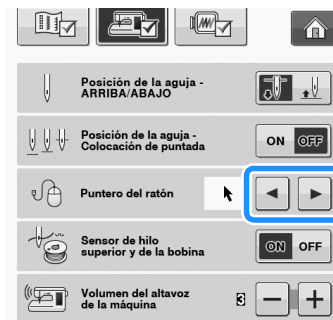 Posición de la aguja -
ARRIBA/ABAJO
Posición de la aguja -
Colocación de puntada
ON OFF
Puntero del ratón
Sensor de hilo
superior y de la bobina
ON OFF
Volumen del altavoz
de la máquina
3